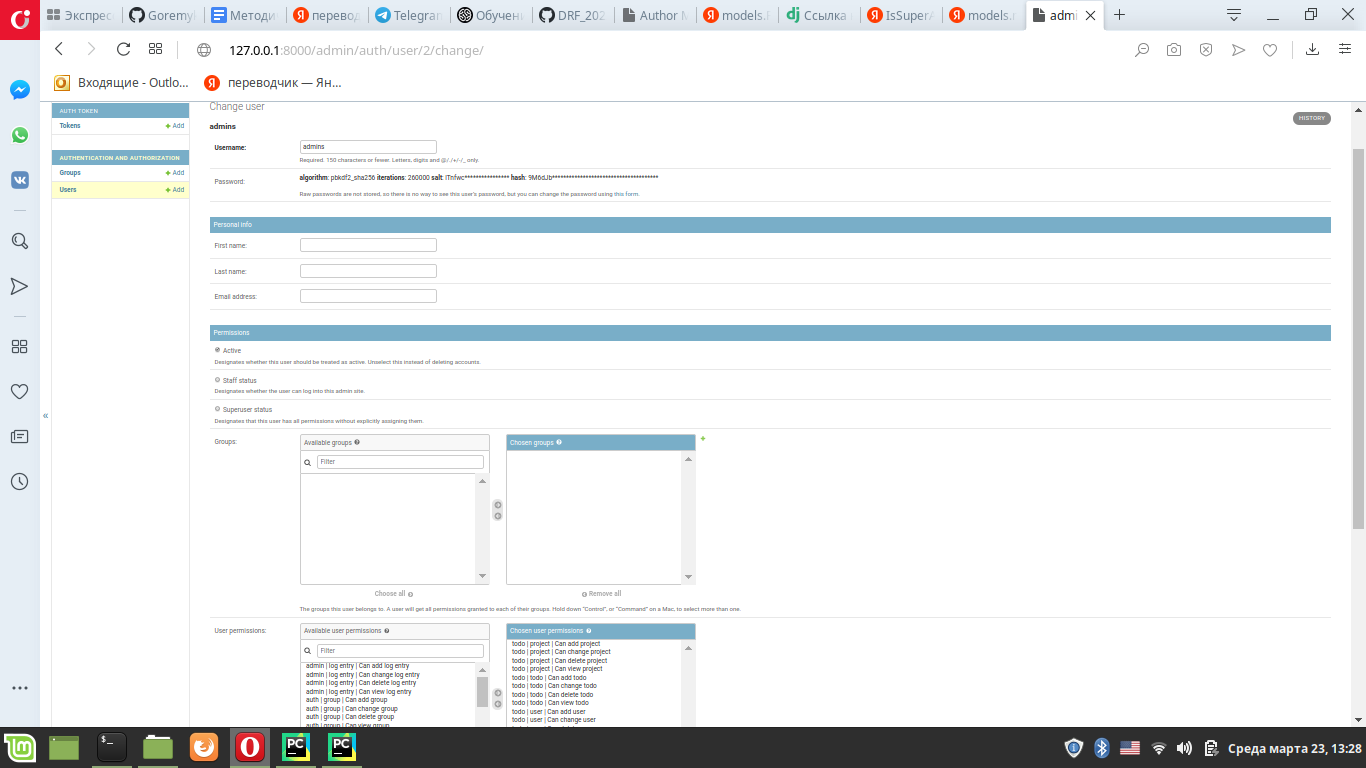 Экспрес
Goremy
Методи
перевод
Telegran
Обучен
DRF_202
Author M
models.
Ссылка
IsSuperA
models.
admi
127.0.0.1:8000/admin/auth/user/2/change/
Входящие - Outlo...
переводчик — Ян...
Change user
HISTORY
AUTH TOKEN
Tokens
Add
AUTHENTICATION AND AUTHORIZATION
Groups
Add
Users
Add
admins
Username:
admins
Required. 150 characters or fewer. Letters, digits and @/./+/-/_ only.
Password:
algorithm: pbkdf2_sha256 iterations: 260000 salt: ITnfwc**************** hash: 9M6dJb**************************************
Raw passwords are not stored, so there is no way to see this user's password, but you can change the password using this form.
Personal info
First name:
Last name:
Email address:
Permissions
Active
Designates whether this user should be treated as active. Unselect this instead of deleting accounts.
Staff status
Designates whether the user can log into this admin site.
Superuser status
Designates that this user has all permissions without explicitly assigning them.
Groups:
Available groups
Filter
Choose all
Chosen groups
Remove all
The groups this user belongs to. A user will get all permissions granted to each of their groups. Hold down "Control", or "Command" on a Mac, to select more than one.
User permissions:
Available user permissions
Filter
admin | log entry | Can add log entry
admin | log entry | Can change log entry
admin | log entry | Can delete log entry
admin | log entry | Can view log entry
auth | group | Can add group
auth | group | Can change group
auth | group | Can delete group
auth | group | Can view group
Chosen user permissions
todo | project | Can add project
todo | project | Can change project
todo | project | Can delete project
todo | project | Can view project
todo | todo | Can add todo
todo | todo | Can change todo
todo | todo | Can delete todo
todo | todo | Can view todo
todo | user | Can add user
todo | user | Can change user
Среда марта 23, 13:28